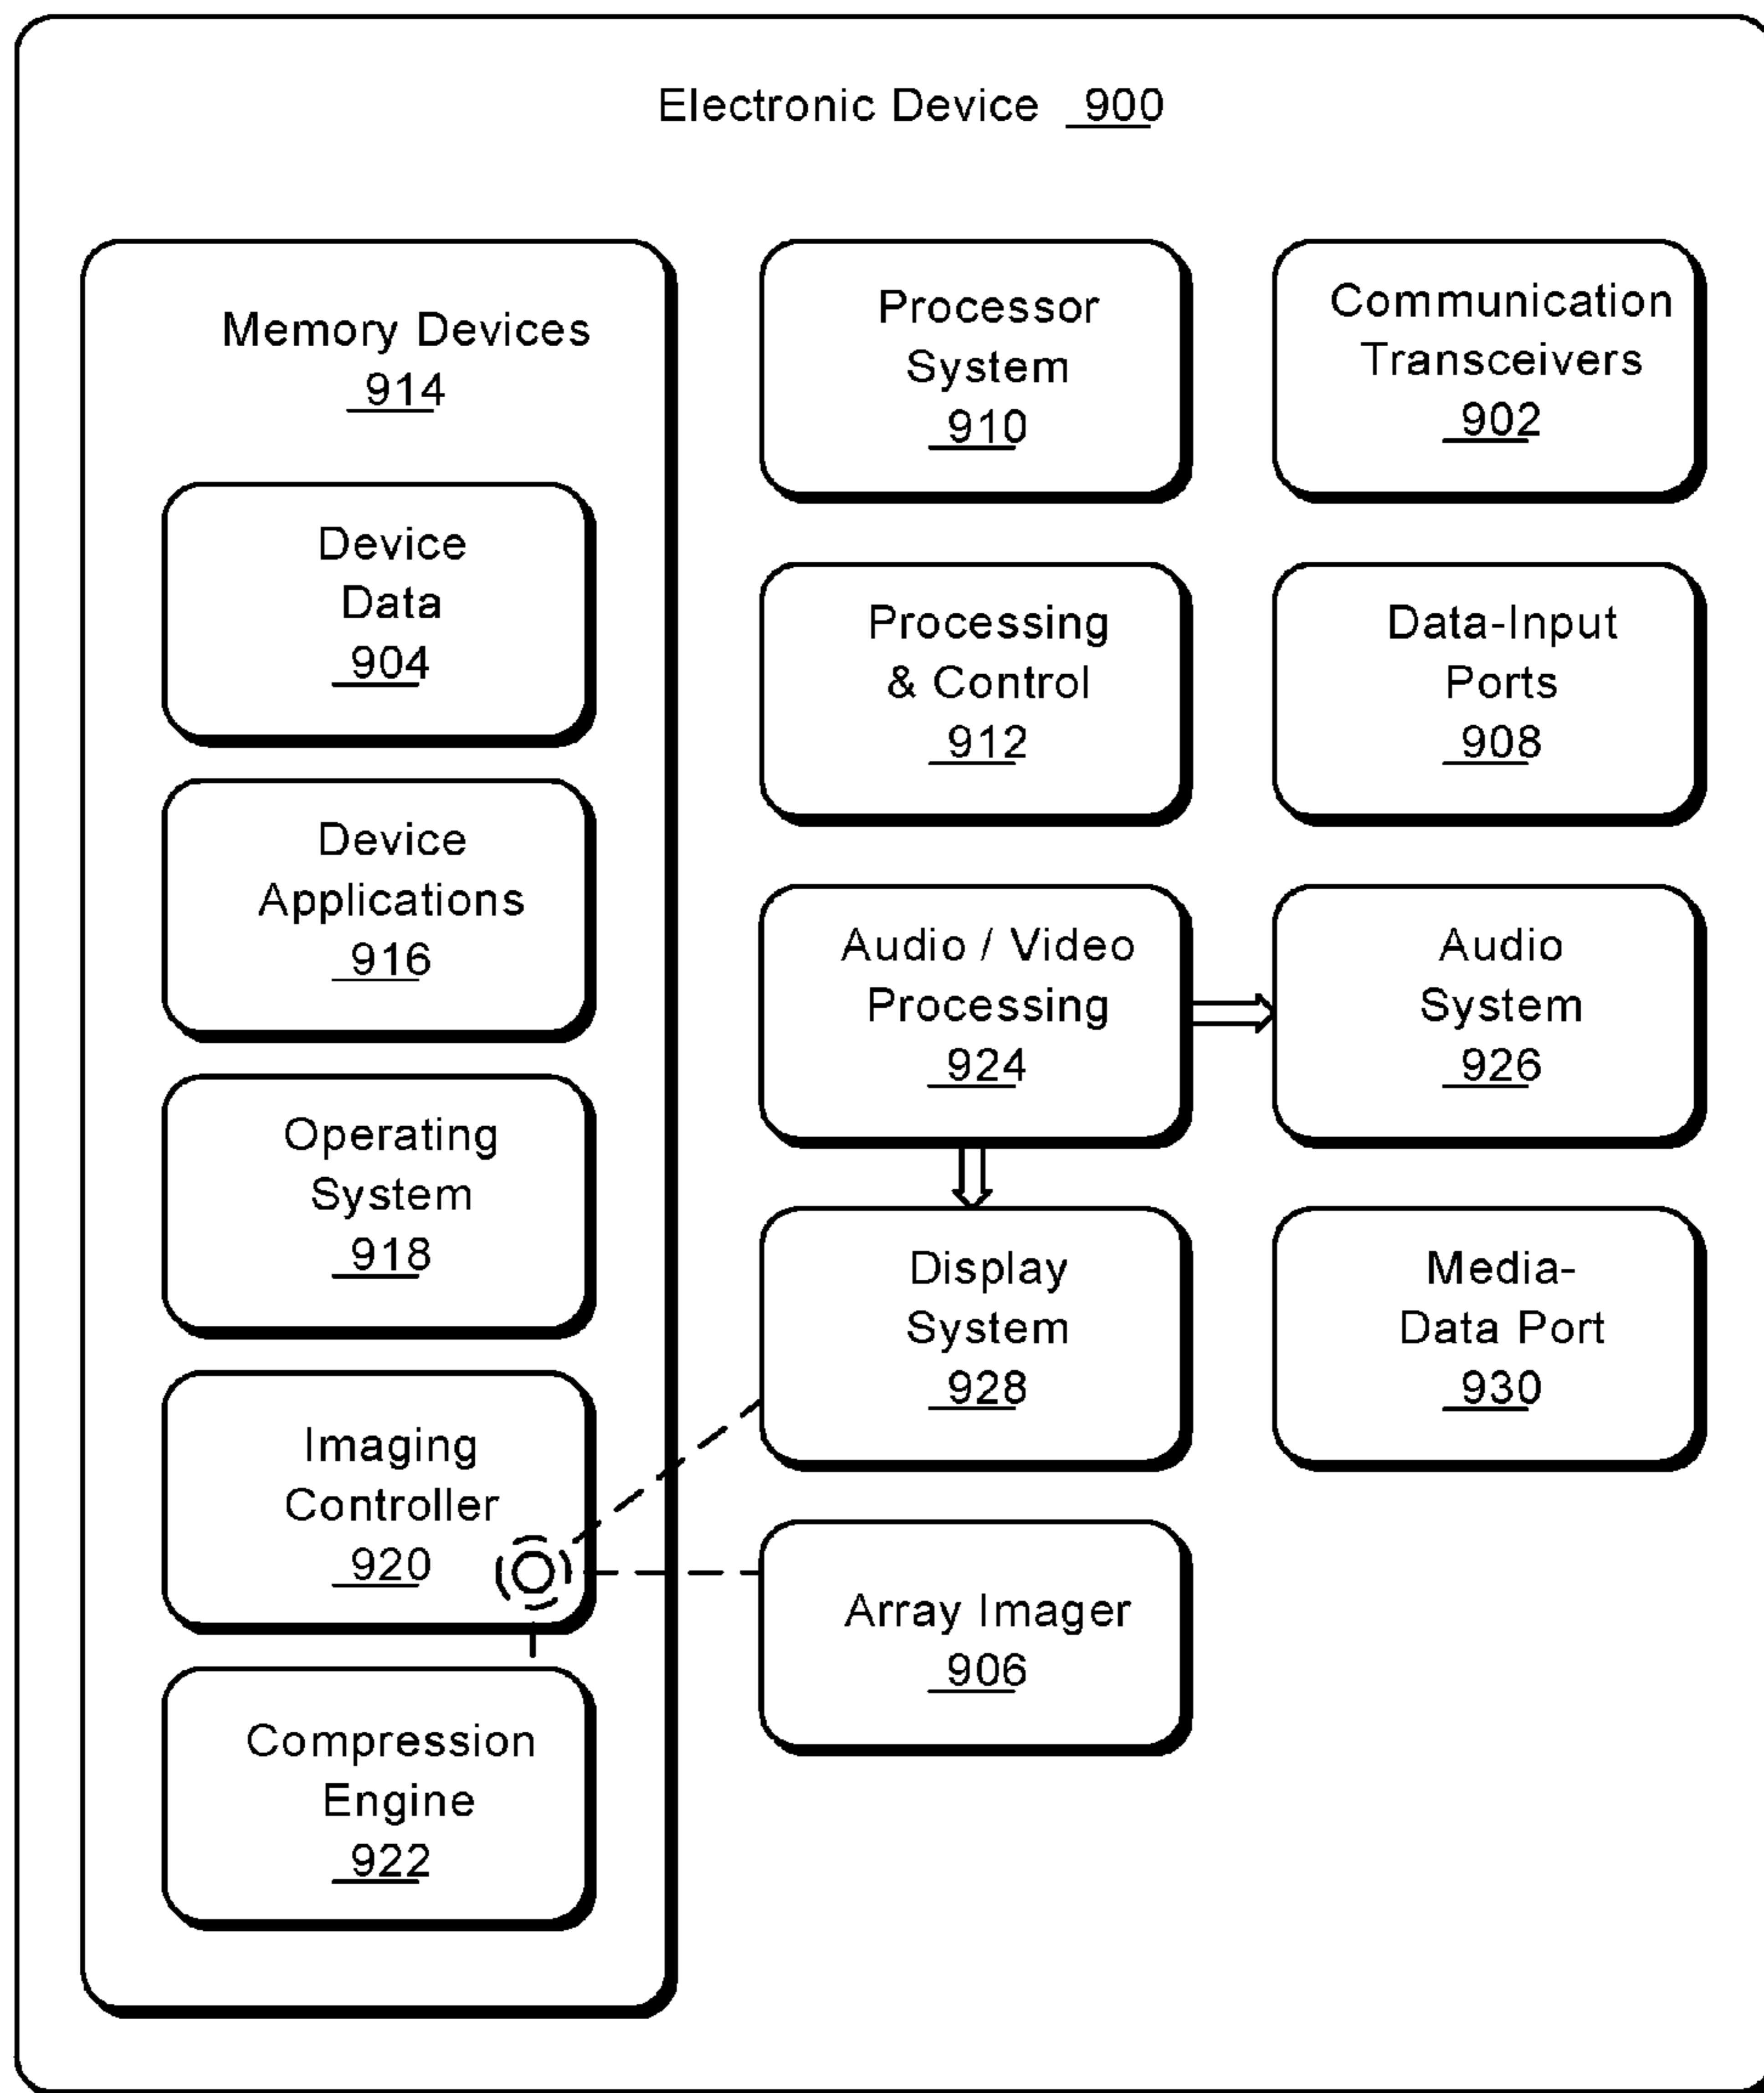 Electronic Device 900
Memory Devices
914
Device
Data
904
Device
Applications
916
Operating
System
918
Imaging
Controller
920
Compression
Engine
922
Processor
System
910
Processing
& Control
912
Audio / Video
Processing
924
Display
System
928
Array Imager
906
Communication
Transceivers
902
Data-Input
Ports
908
Audio
System
926
Media-
Data Port
930